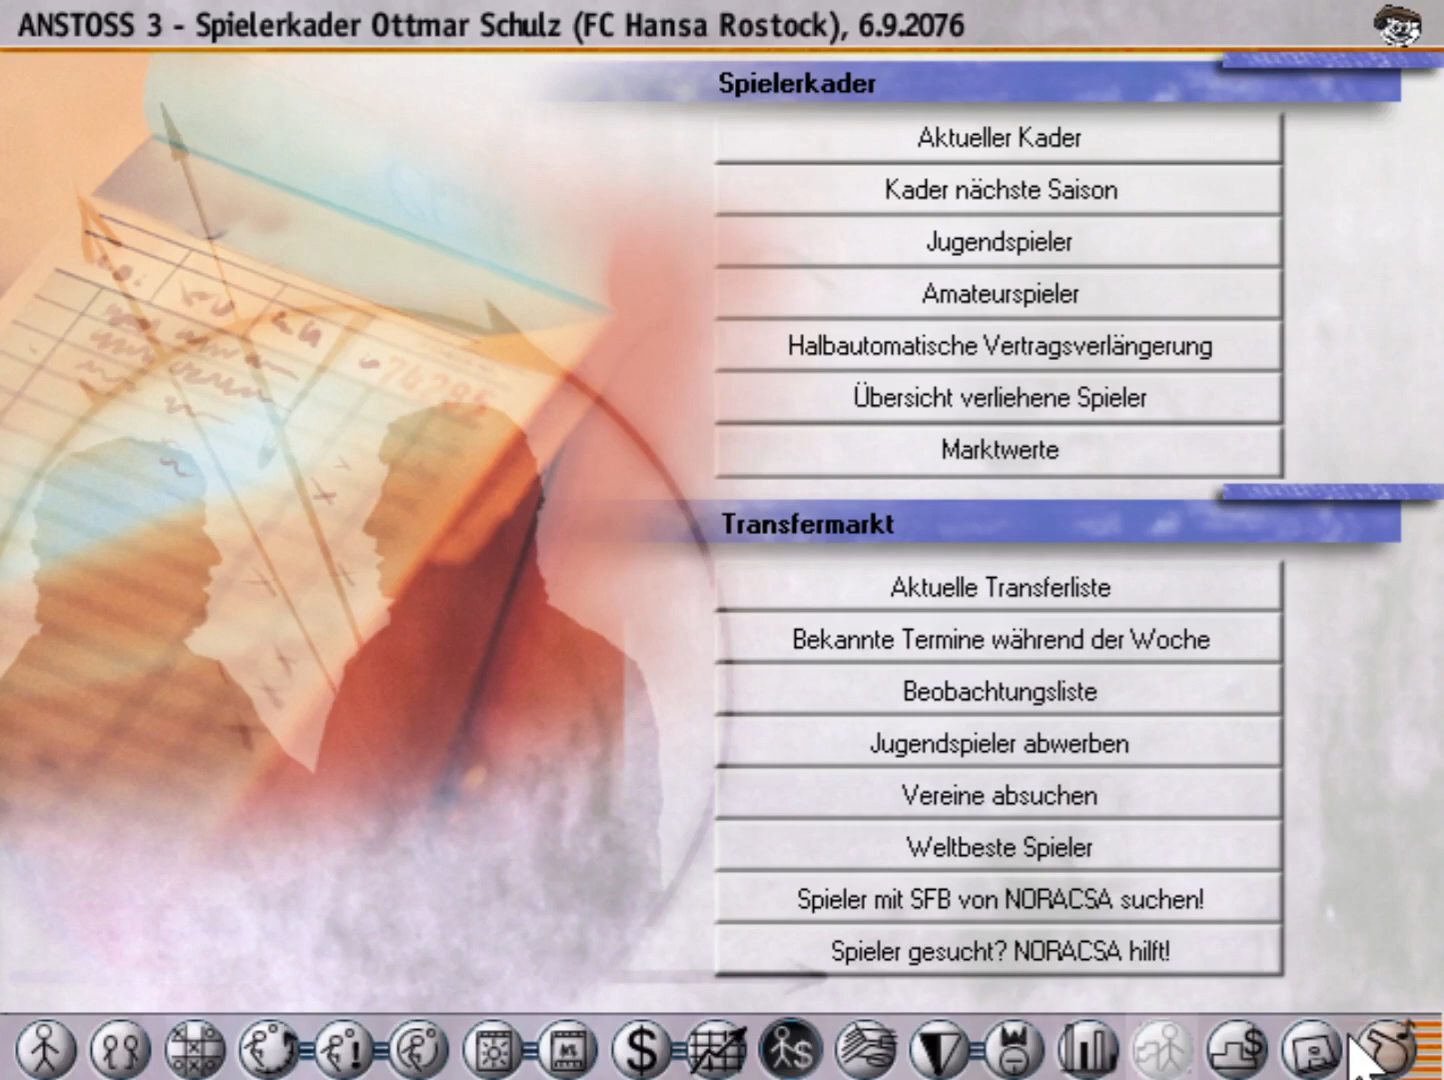 ANSTOSS 3 - Spielerkader Ottmar Schulz (FC Hansa Rostock), 6.9.2076
Spielerkader
Aktueller Kader
Kader nächste Saison
Jugendspieler
Amateurspieler
Halbautomatische Vertragsverlängerung
Übersicht verliehene Spieler
Marktwerte
Transfermarkt
Aktuelle Transferliste
Bekannte Termine während der Woche
Beobachtungsliste
Jugendspieler abwerben
Vereine absuchen
Weltbeste Spieler
Spieler mit SFB von NORACSA suchen!
Spieler gesucht? NORACSA hilft!